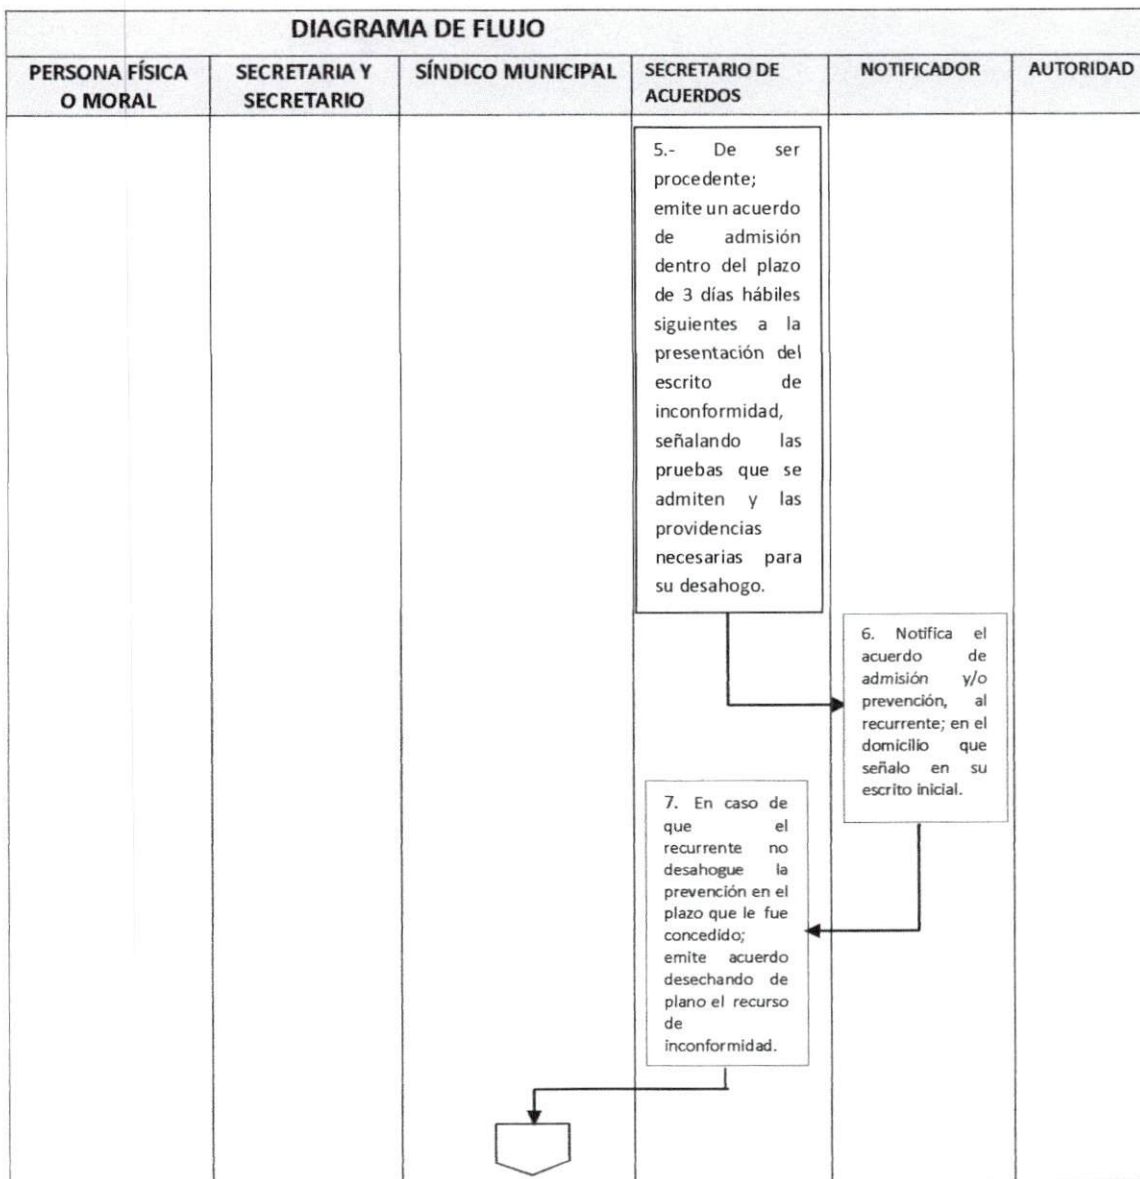 DIAGRAMA DE FLUJO
PERSONA FÍSICA
O MORAL
SECRETARIA Y
SECRETARIO
SÍNDICO MUNICIPAL
SECRETARIO DE
ACUERDOS
NOTIFICADOR
AUTORIDAD
5.- De ser
procedente;
emite un acuerdo
de admisión
dentro del plazo
de 3 días hábiles
siguientes a la
presentación del
escrito de
inconformidad,
señalando las
pruebas que se
admiten y las
providencias
necesarias para
su desahogo.
6. Notifica el
acuerdo de
admisión y/o
prevención, al
recurrente; en el
domicilio que
señalo en su
escrito inicial.
7. En caso de
que el
recurrente no
desahogue la
prevención en el
plazo que le fue
concedido;
emite acuerdo
desechando de
plano el recurso
de
inconformidad.